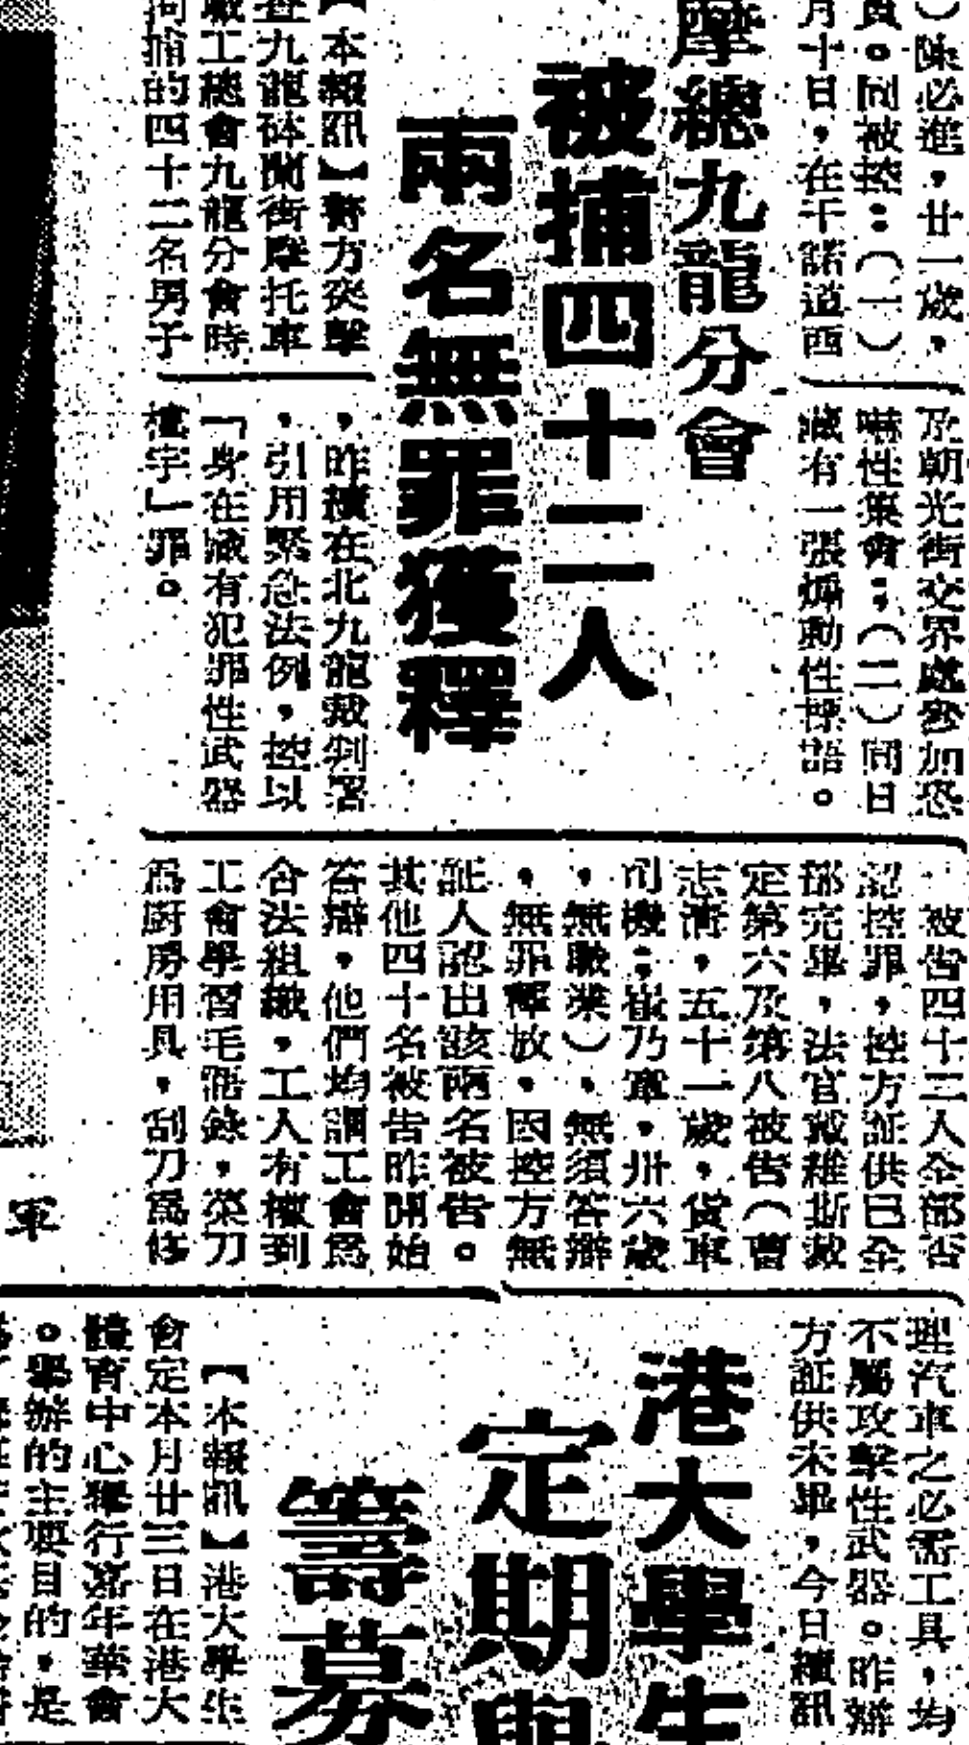 ）陳必進，廿一歲，
員。同被控：（一）
月十日，在干諾道西
及朝光街交界處參加恐
嚇性集會；（二）同日
藏有一張煽動性標語。
摩總九龍分會
被捕四十二人
兩名無罪獲釋
【本報訊】警方突擊
登九龍砵蘭街摩托車
職工總會九龍分會時
拘捕的四十二名男子
，昨續在北九龍裁判署
，引用緊急法例，控以
「身在藏有犯罪性武器
樓宇」罪。
被告四十二人全部否
認控罪，控方証供已全
部完畢，法官戴維斯裁
定第六及第八被告（曹
志清，五十一歲，貨車
司機；崔乃寬，卅六歲
，無職業），無須答辯
，無罪釋放，因控方無
証人認出該兩名被告。
其他四十名被告昨開始
答辯，他們均謂工會爲
合法組織，工人有權到
工會學習毛語錄，菜刀
爲廚房用具，刮刀爲修
理汽車之必需工具，均
不屬攻擊性武器。昨辯
方証供未畢，今日續訊
軍
港大學生
定期與
籌募
【本報訊】港大學生
會定本月廿三日在港大
體育中心舉行嘉年華會
。舉辦的主要目的，是